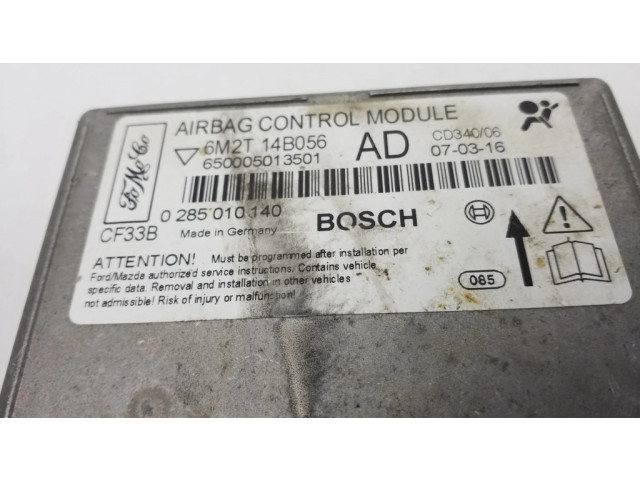 FoMoCo
AIRBAG CONTROL MODULE
6M2T 14B056 AD CD340/06
650005013501 07-03-16
0 285 010 140 BOSCH
CF33B Made in Germany
ATTENTION! Must be programmed after installation per
Ford/Mazda authorized service instructions. Contains vehicle
specific data. Removal and installation in other vehicles
not admissible! Risk of injury or malfunction!
085